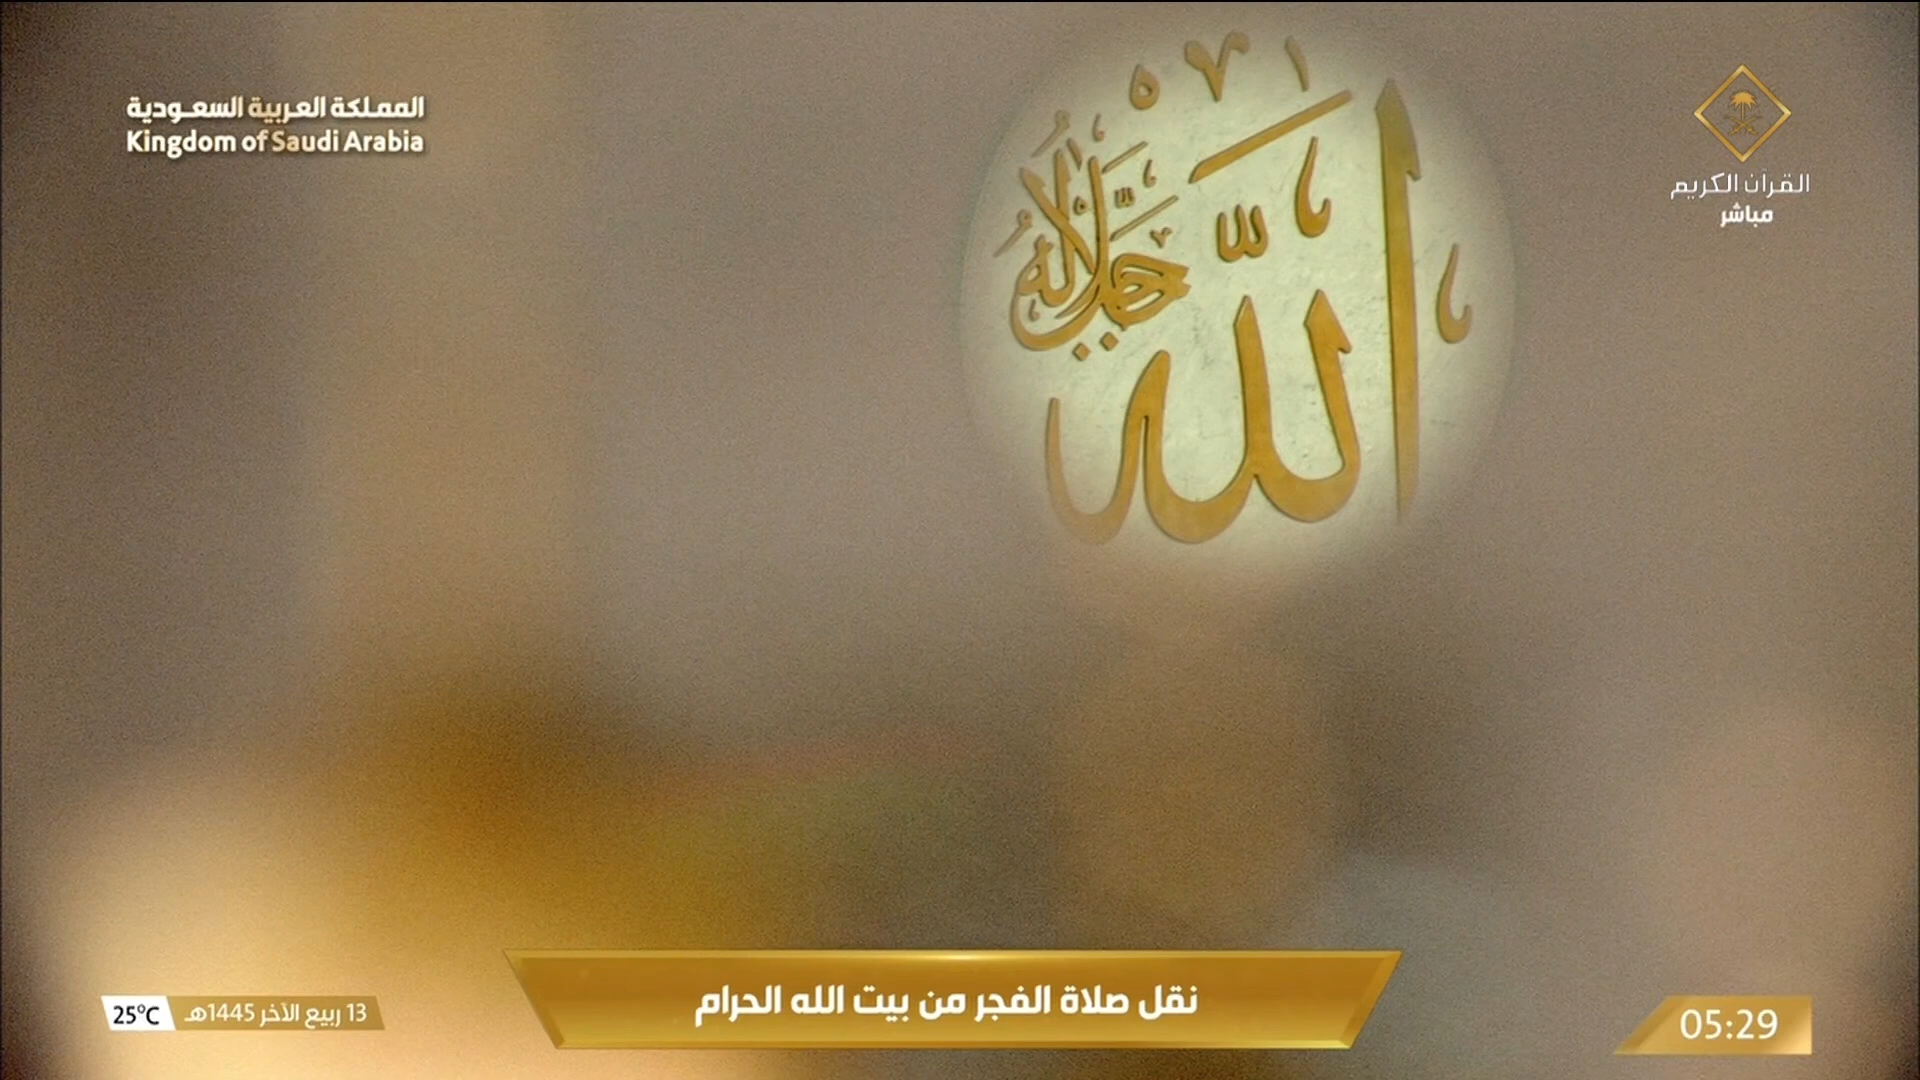 المملكة العربية السعودية
Kingdom of Saudi Arabia
القرآن الكريم
مباشر
١٧٥
الله
جل جلاله
نقل صلاة الفجر من بيت الله الحرام
25°C
13 ربيع الآخر 1445هـ
05:29